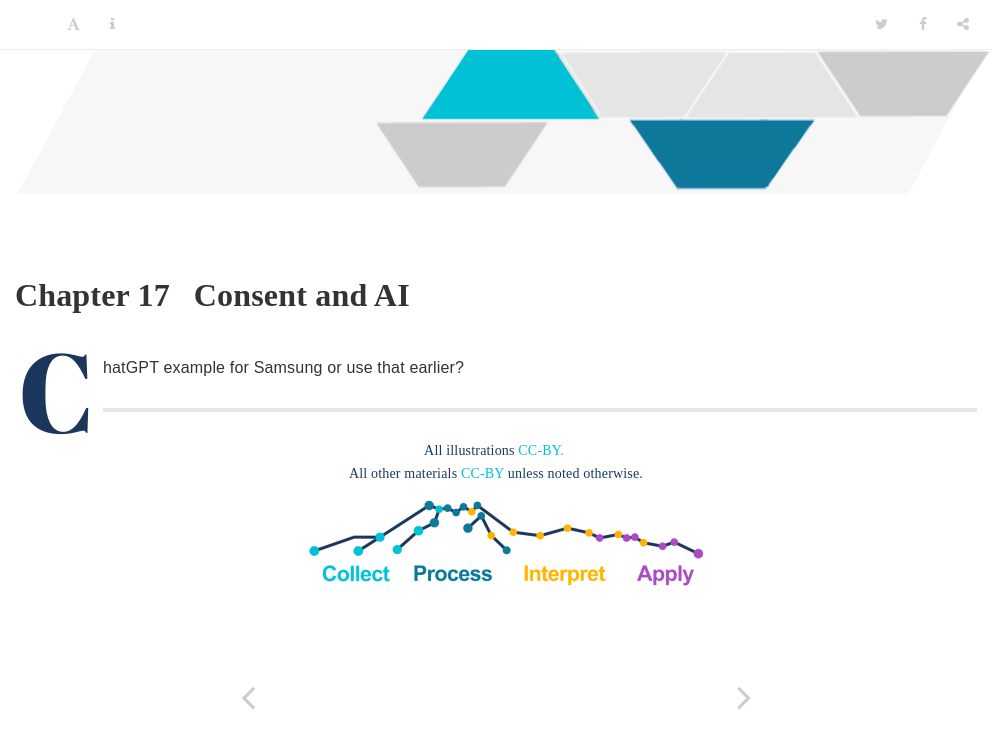 Chapter 17 Consent and AI
ChatGPT example for Samsung or use that earlier?
All illustrations CC-BY.
All other materials CC-BY unless noted otherwise.
Collect Process Interpret Apply